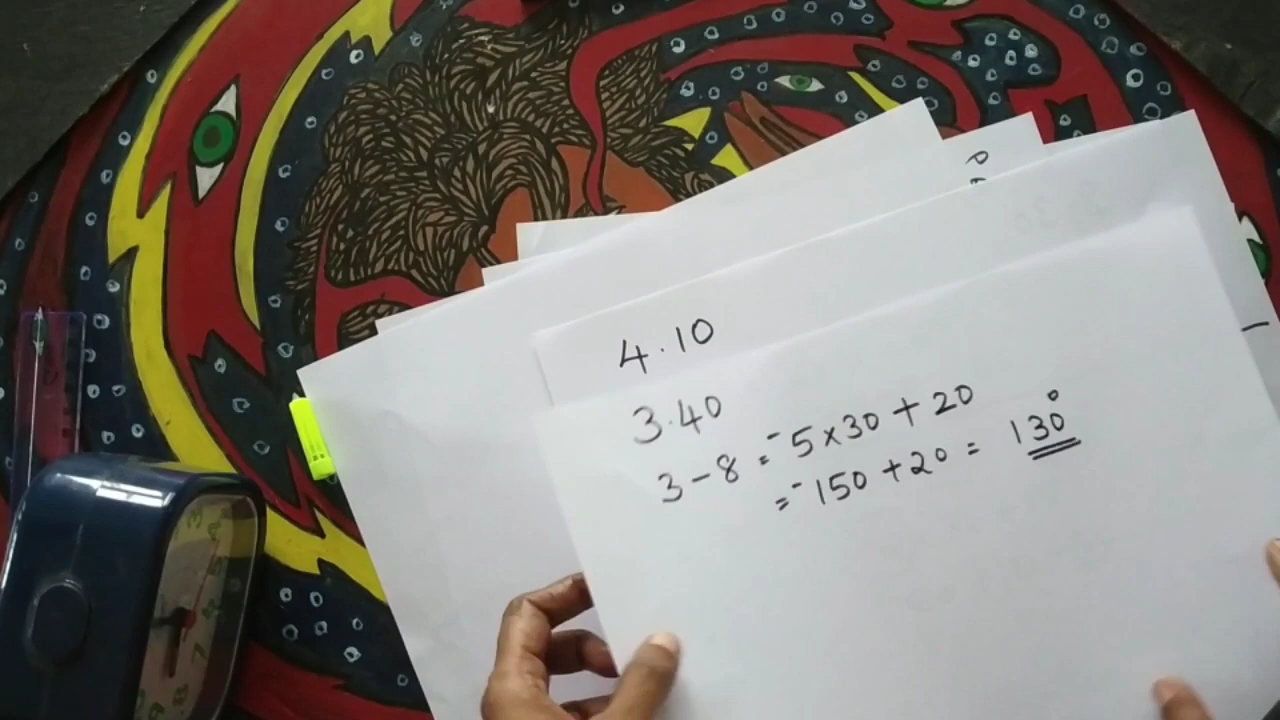 4.10
3.40
3-8 = -5x30+20
= -150+20 = 130°